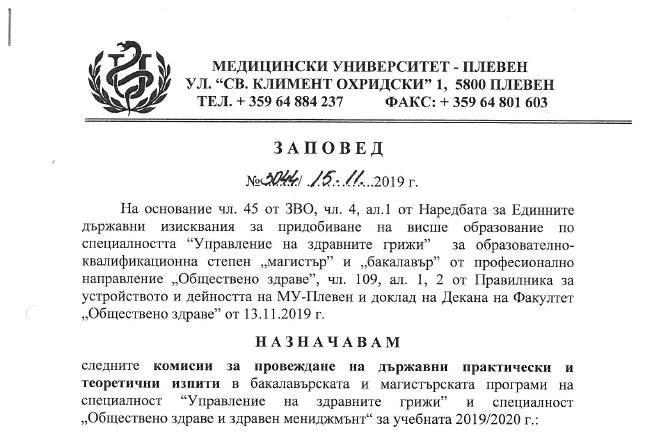 МЕДИЦИНСКИ УНИВЕРСИТЕТ - ПЛЕВЕН
УЛ. “СВ. КЛИМЕНТ ОХРИДСКИ” 1, 5800 ПЛЕВЕН
ТЕЛ. + 359 64 884 237 ФАКС: + 359 64 801 603
ЗАПОВЕД
№3044/ 15.11.2019 г.
На основание чл. 45 от ЗВО, чл. 4, ал.1 от Наредбата за Единните
държавни изисквания за придобиване на висше образование по
специалността “Управление на здравните грижи” за образователно-
квалификационна степен „магистър” и „бакалавър” от професионално
направление „Обществено здраве”, чл. 109, ал. 1, 2 от Правилника за
устройството и дейността на МУ-Плевен и доклад на Декана на Факултет
„Обществено здраве” от 13.11.2019 г.
НАЗНАЧАВАМ
следните комисии за провеждане на държавни практически и
теоретични изпити в бакалавърската и магистърската програми на
специалност “Управление на здравните грижи” и специалност
„Обществено здраве и здравен мениджмънт“ за учебната 2019/2020 г.: